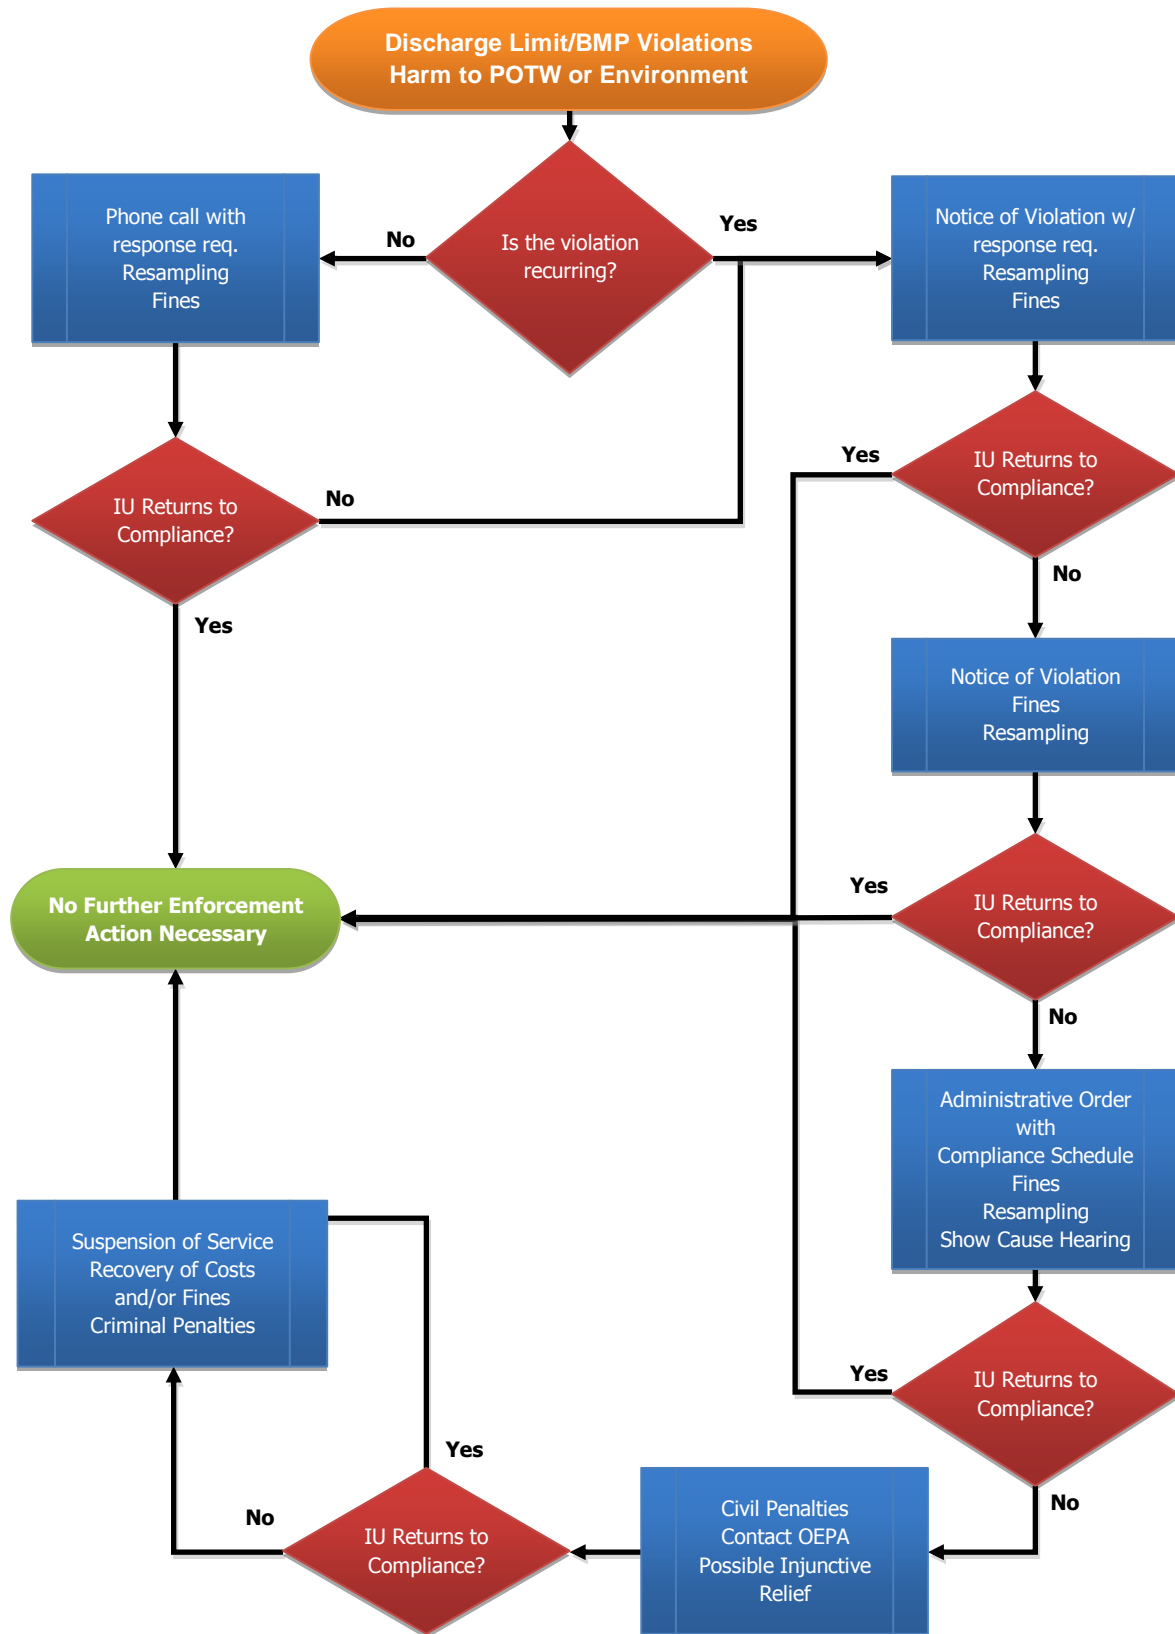 Discharge Limit/BMP Violations
Harm to POTW or Environment
Is the violation
recurring?
No
Yes
Phone call with
response req.
Resampling
Fines
Notice of Violation w/
response req.
Resampling
Fines
IU Returns to
Compliance?
No
Yes
IU Returns to
Compliance?
Yes
No
Notice of Violation
Fines
Resampling
IU Returns to
Compliance?
Yes
No
No Further Enforcement
Action Necessary
Administrative Order
with
Compliance Schedule
Fines
Resampling
Show Cause Hearing
IU Returns to
Compliance?
Yes
No
Civil Penalties
Contact OEPA
Possible Injunctive
Relief
IU Returns to
Compliance?
Yes
No
Suspension of Service
Recovery of Costs
and/or Fines
Criminal Penalties